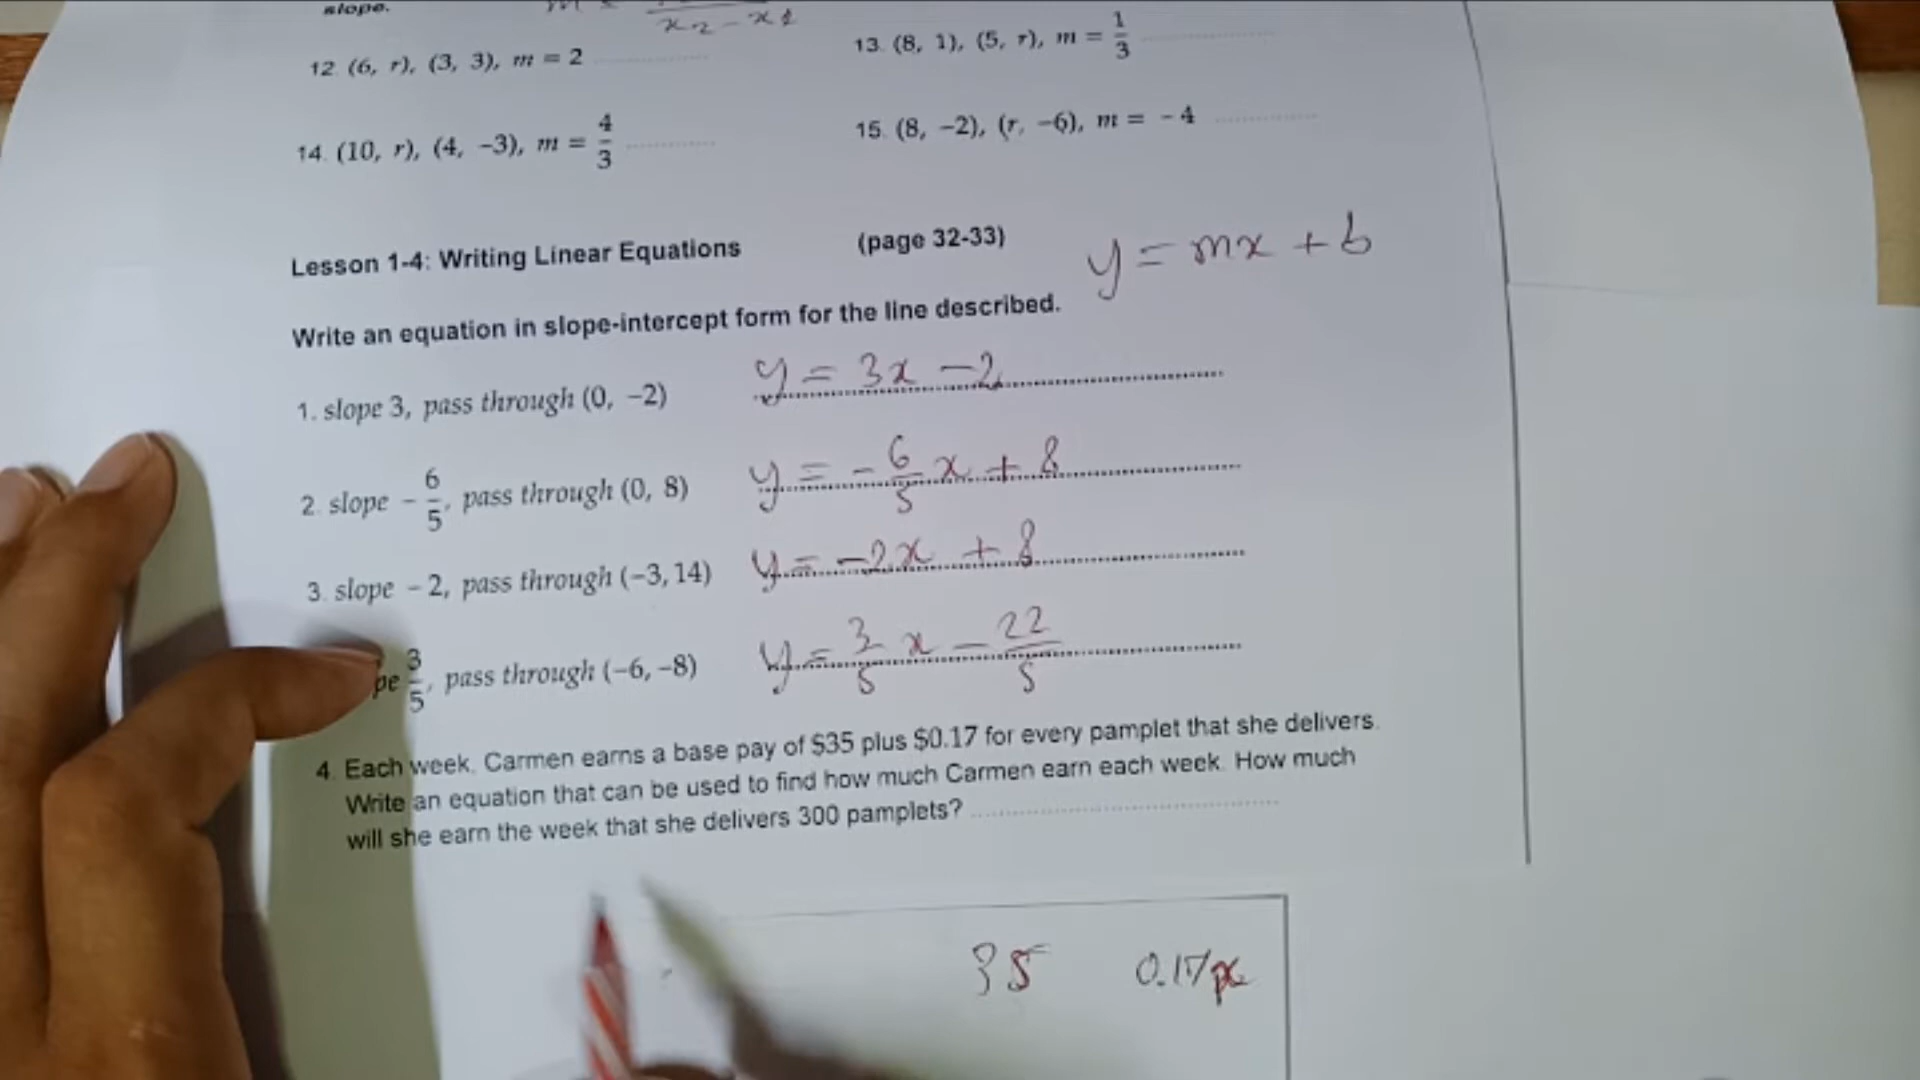 slope.
x₂ - x₁
12. (6, r), (3, 3), m = 2
13. (8, 1), (5, r), m = 1/3
14. (10, r), (4, −3), m = 4/3
15. (8, −2), (r, −6), m = - 4
Lesson 1-4: Writing Linear Equations (page 32-33)
y = mx + b
Write an equation in slope-intercept form for the line described.
1. slope 3, pass through (0, −2) y = 3x - 2
2. slope - 6/5, pass through (0, 8) y = - 6/5 x + 8
3. slope - 2, pass through (−3, 14) y = -2x + 8
pe 3/5, pass through (−6, −8) y = 3/5 x - 22/5
4. Each week, Carmen earns a base pay of $35 plus $0.17 for every pamplet that she delivers.
Write an equation that can be used to find how much Carmen earn each week. How much
will she earn the week that she delivers 300 pamplets?
35 0.17